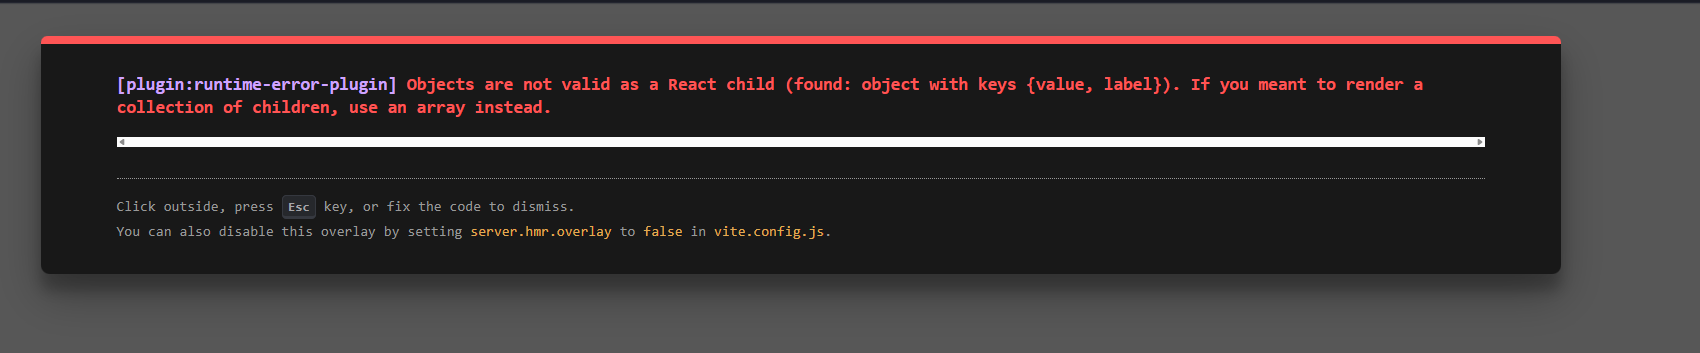 [plugin:runtime-error-plugin] Objects are not valid as a React child (found: object with keys {value, label}). If you meant to render a
collection of children, use an array instead.
Click outside, press Esc key, or fix the code to dismiss.
You can also disable this overlay by setting server.hmr.overlay to false in vite.config.js.